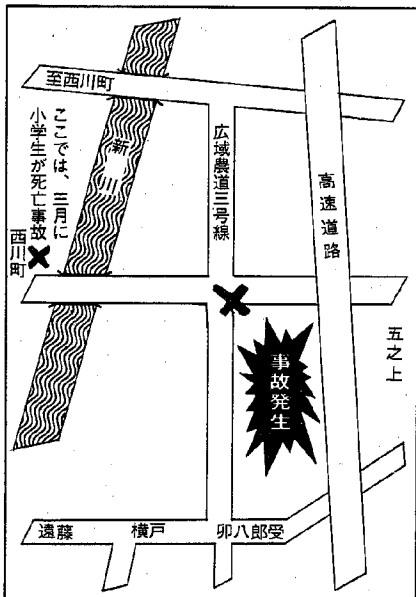 至西川町
ここでは、三月に
小学生が死亡事故
西川町
新川
広域農道三号線
高速道路
五之上
事故発生
遠藤
横戸
卯八郎受